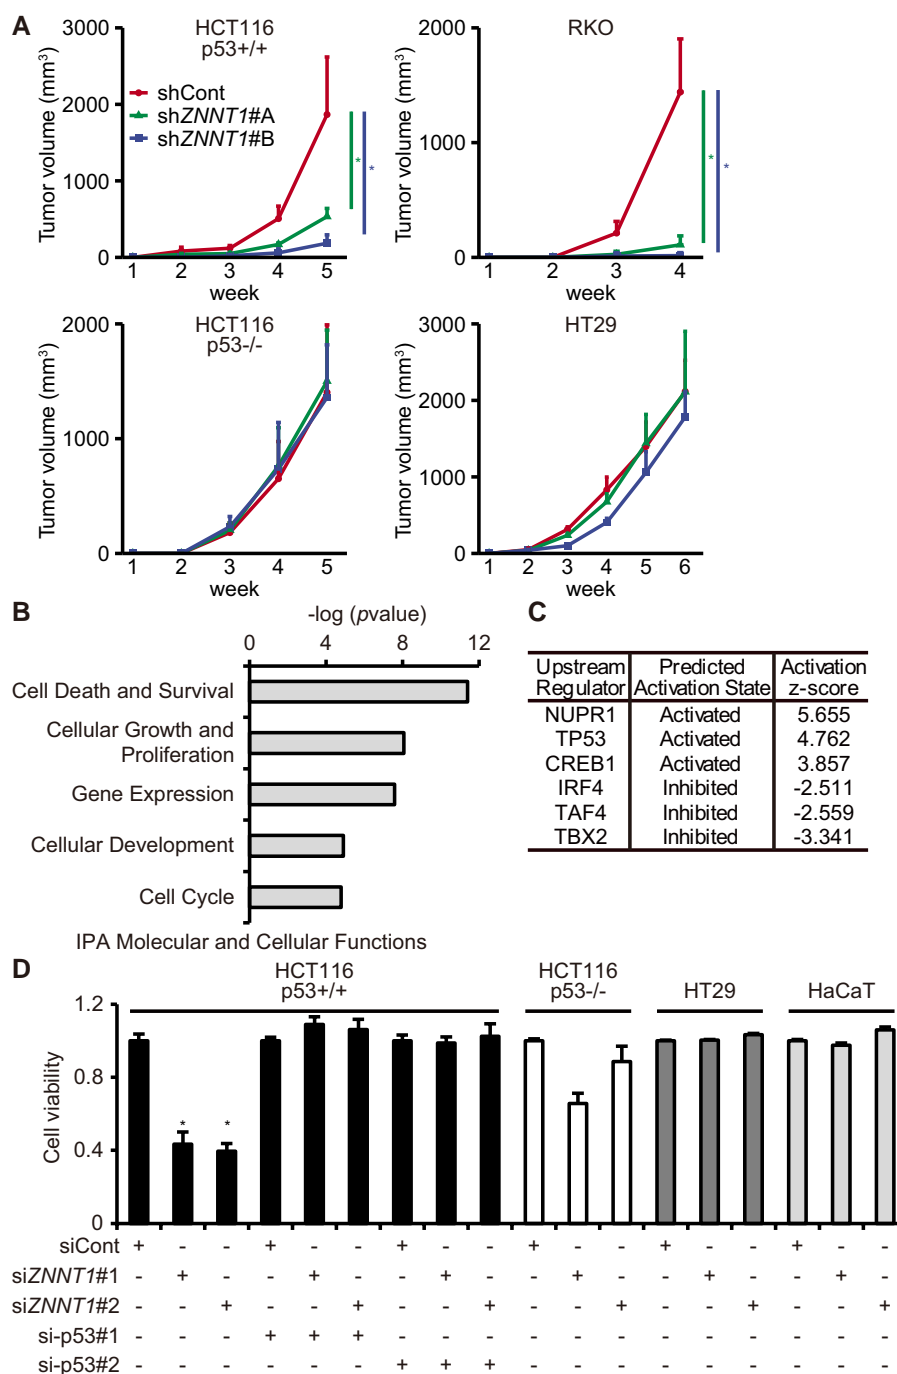 A
HCT116
p53+/+
Tumor volume (mm³)
3000
2000
1000
0
shCont
shZNNT1#A
shZNNT1#B
*
*
1 2 3 4 5
week
RKO
Tumor volume (mm³)
2000
1000
0
*
*
1 2 3 4
week
HCT116
p53-/-
Tumor volume (mm³)
2000
1000
0
1 2 3 4 5
week
HT29
Tumor volume (mm³)
3000
2000
1000
0
1 2 3 4 5 6
week
B
-log (pvalue)
0 4 8 12
Cell Death and Survival
Cellular Growth and
Proliferation
Gene Expression
Cellular Development
Cell Cycle
IPA Molecular and Cellular Functions
C
Upstream Predicted Activation
Regulator Activation State z-score
NUPR1 Activated 5.655
TP53 Activated 4.762
CREB1 Activated 3.857
IRF4 Inhibited -2.511
TAF4 Inhibited -2.559
TBX2 Inhibited -3.341
D
HCT116
p53+/+
HCT116
p53-/-
HT29
HaCaT
Cell viability
1.2
0.8
0.4
0
* *
siCont + - - + - - + - - + - - + - - + - -
siZNNT1#1 - + - - + - - + - - + - - + - - + -
siZNNT1#2 - - + - - + - - + - - + - - + - - +
si-p53#1 - - - + + + - - - - - - - - - - - -
si-p53#2 - - - - - - + + + - - - - - - - - -